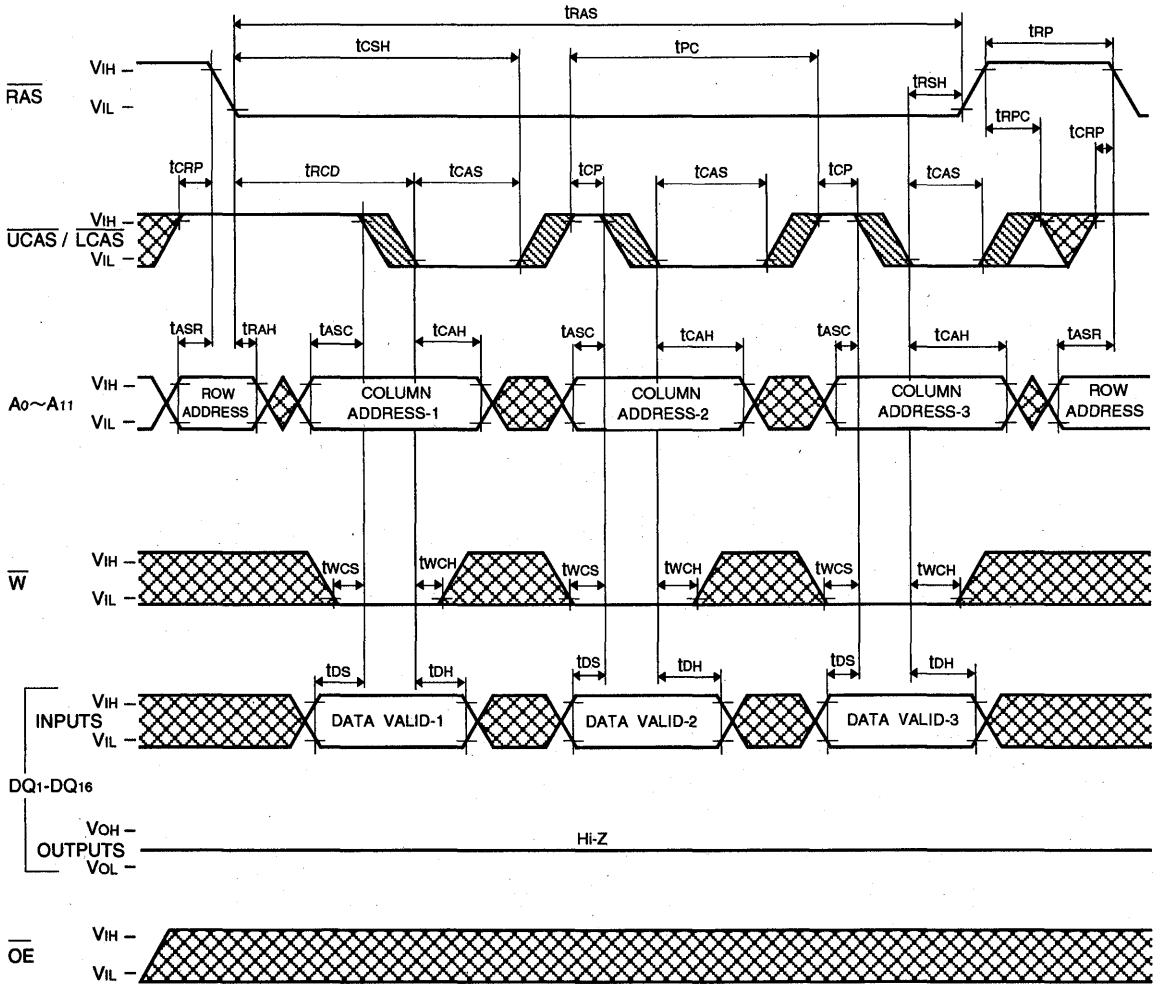 tRAS
tCSH tPC tRP
VIH
RAS
VIL
tRSH
tRPC
tCRP
tCRP tRCD tCAS tCP tCAS tCP tCAS
VIH
UCAS / LCAS
VIL
tASR tRAH tASC tCAH tASC tCAH tASC tCAH tASR
VIH
A0~A11
VIL
ROW ADDRESS
COLUMN ADDRESS-1
COLUMN ADDRESS-2
COLUMN ADDRESS-3
ROW ADDRESS
VIH
W
VIL
tWCS tWCH tWCS tWCH tWCS tWCH
tDS tDH tDS tDH tDS tDH
VIH
INPUTS
VIL
DATA VALID-1 DATA VALID-2 DATA VALID-3
DQ1-DQ16
VOH
OUTPUTS
VOL
Hi-Z
VIH
OE
VIL